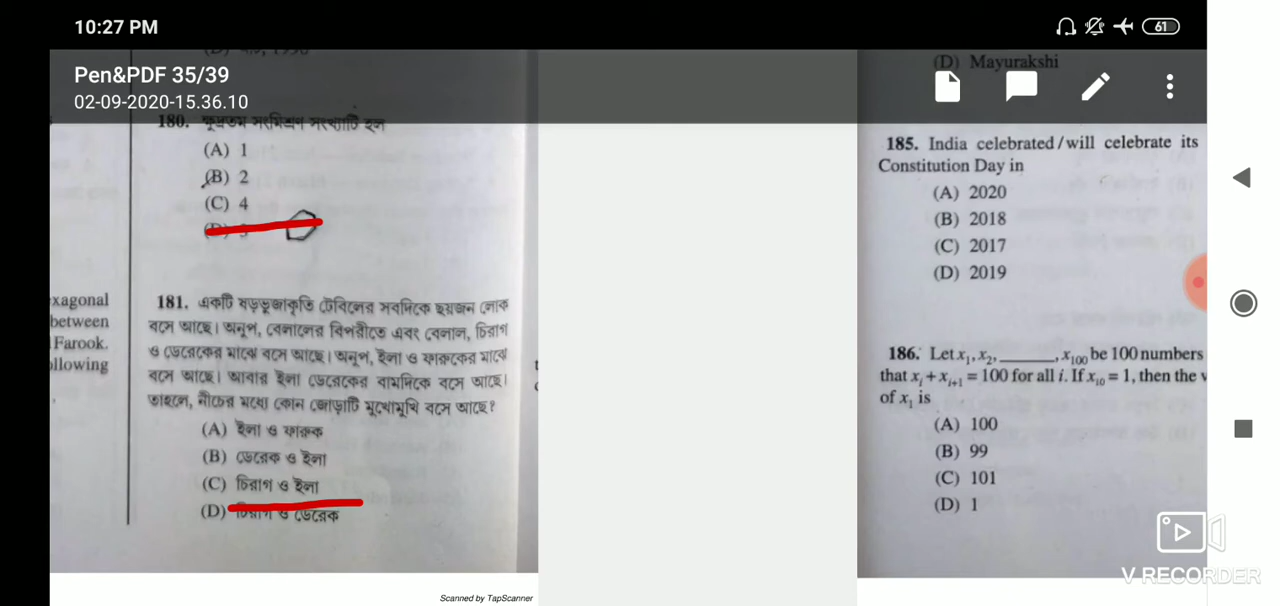 10:27 PM
61
Pen&PDF 35/39
02-09-2020-15.36.10
180. ক্ষুদ্রতম সংমিশ্রণ সংখ্যাটি হল
(A) 1
(B) 2
(C) 4
181. একটি ষড়ভুজাকৃতি টেবিলের সবদিকে ছয়জন লোক
বসে আছে। অনুপ, বেলালের বিপরীতে এবং বেলাল, চিরাগ
ও ডেরেকের মাঝে বসে আছে। অনুপ, ইলা ও ফারুকের মাঝে
বসে আছে। আবার ইলা ডেরেকের বামদিকে বসে আছে।
তাহলে, নীচের মধ্যে কোন জোড়াটি মুখোমুখি বসে আছে?
(A) ইলা ও ফারুক
(B) ডেরেক ও ইলা
(C) চিরাগ ও ইলা
(D) চিরাগ ও ডেরেক
xagonal
between
Farook.
llowing
Scanned by TapScanner
(D) Mayurakshi
185. India celebrated/will celebrate its
Constitution Day in
(A) 2020
(B) 2018
(C) 2017
(D) 2019
186. Let x₁, x₂, ______, x₁₀₀ be 100 numbers
that xᵢ + xᵢ₊₁ = 100 for all i. If x₁₀ = 1, then the v
of x₁ is
(A) 100
(B) 99
(C) 101
(D) 1
V RECORDER